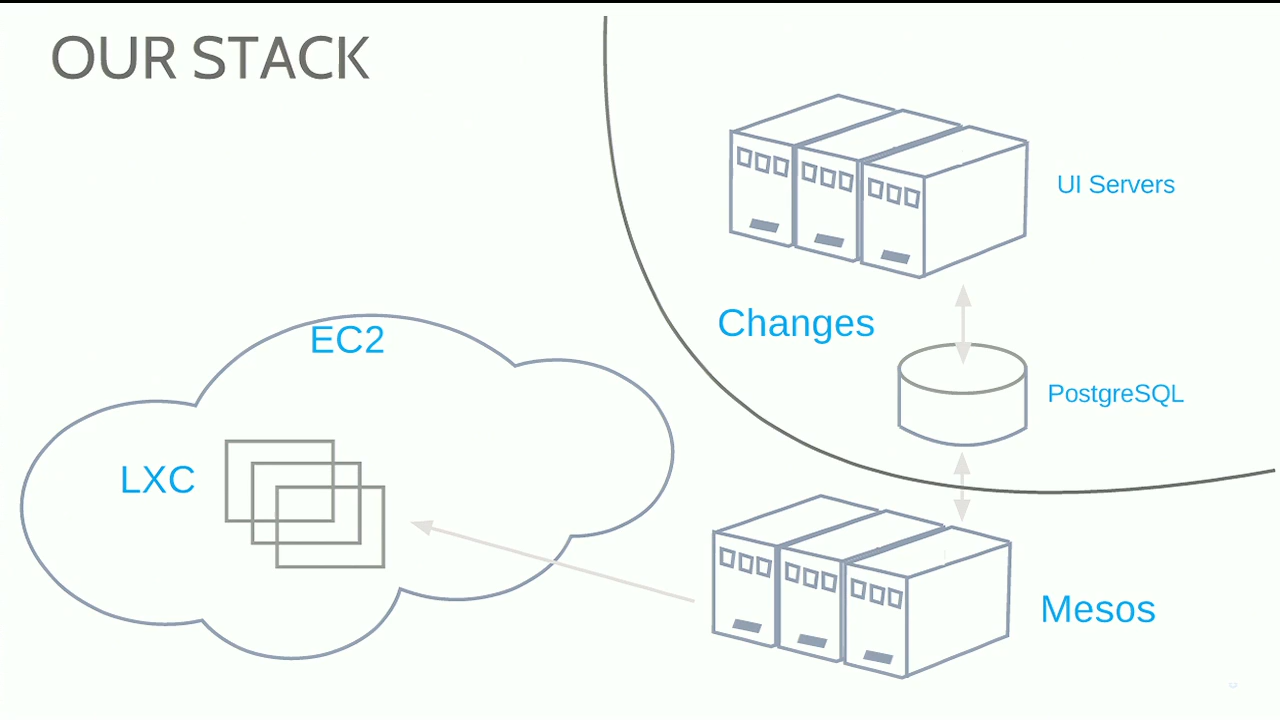 OUR STACK
UI Servers
Changes
EC2
PostgreSQL
LXC
Mesos